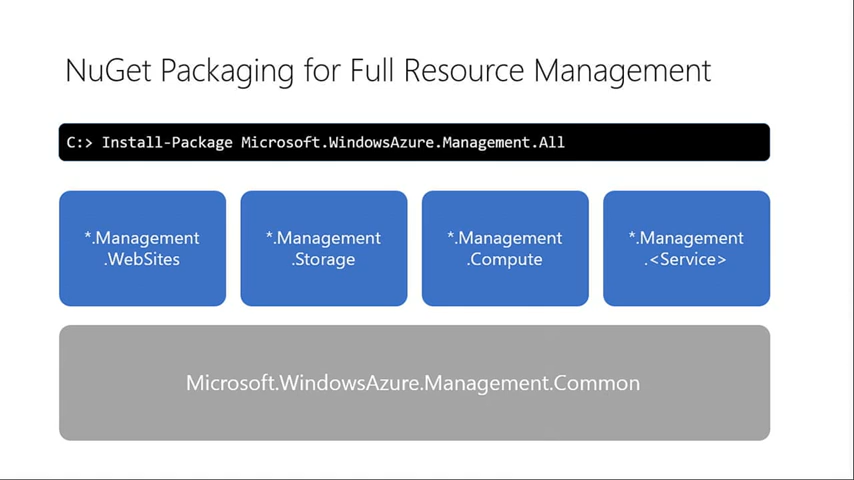 NuGet Packaging for Full Resource Management
C:> Install-Package Microsoft.WindowsAzure.Management.All
*.Management
.WebSites
*.Management
.Storage
*.Management
.Compute
*.Management
.<Service>
Microsoft.WindowsAzure.Management.Common